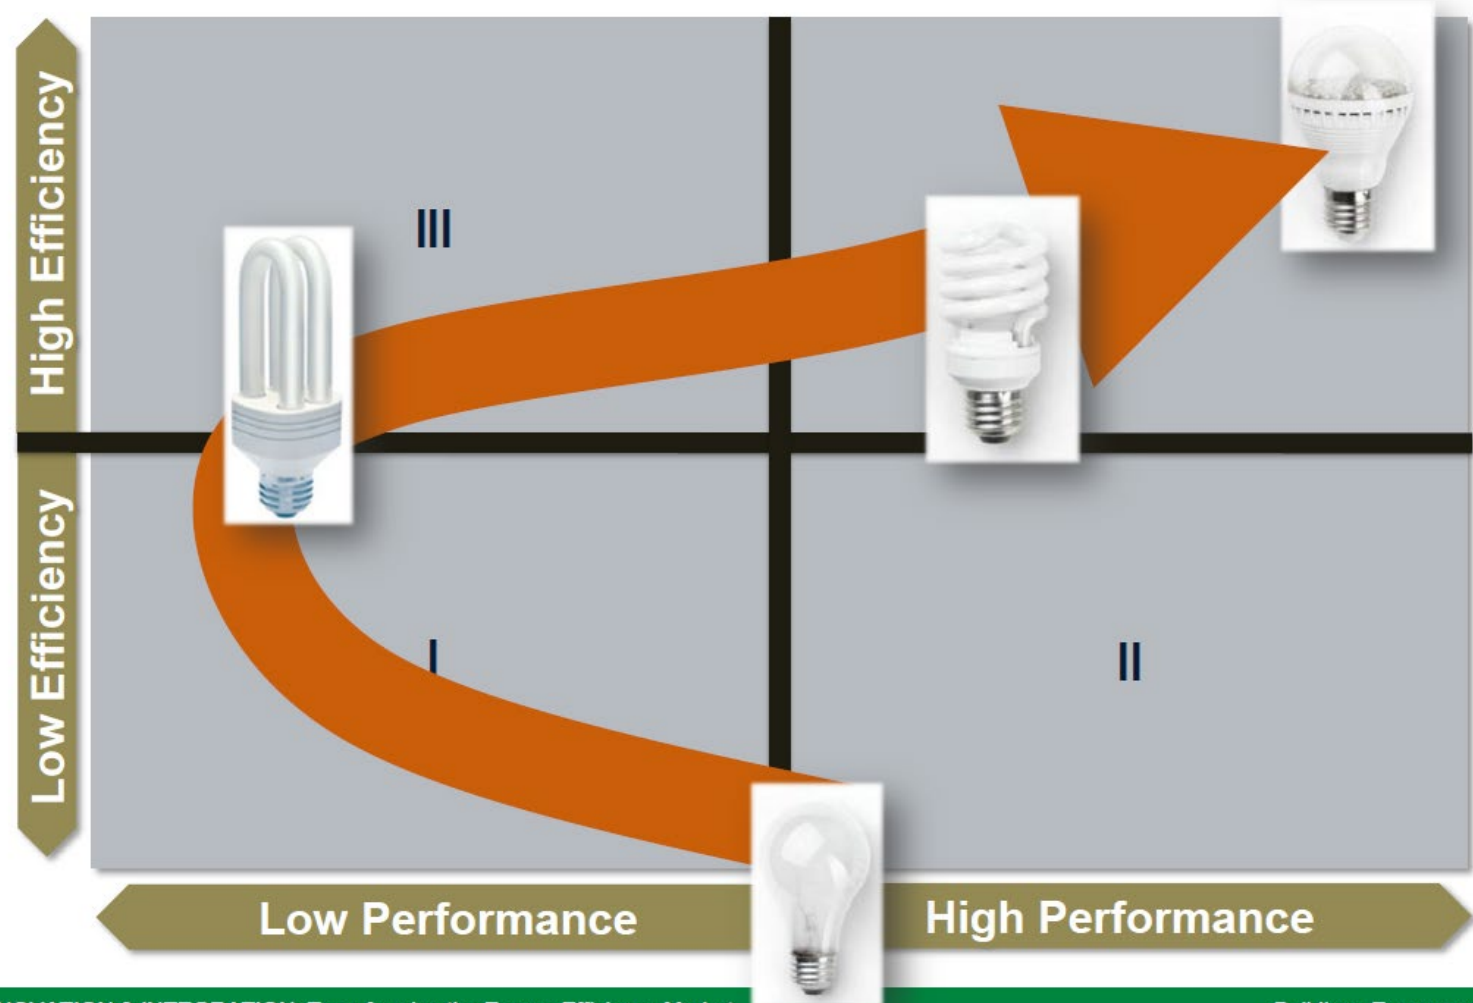 High Efficiency
III
Low Efficiency
I
II
Low Performance
High Performance